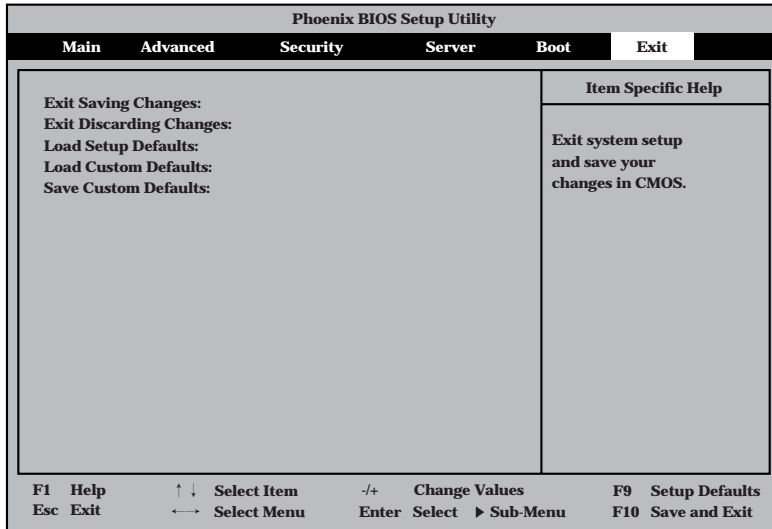 Phoenix BIOS Setup Utility
Main Advanced Security Server Boot Exit
Exit Saving Changes:
Exit Discarding Changes:
Load Setup Defaults:
Load Custom Defaults:
Save Custom Defaults:
Item Specific Help
Exit system setup
and save your
changes in CMOS.
F1 Help ↑↓ Select Item -/+ Change Values F9 Setup Defaults
Esc Exit ←→ Select Menu Enter Select ▶ Sub-Menu F10 Save and Exit